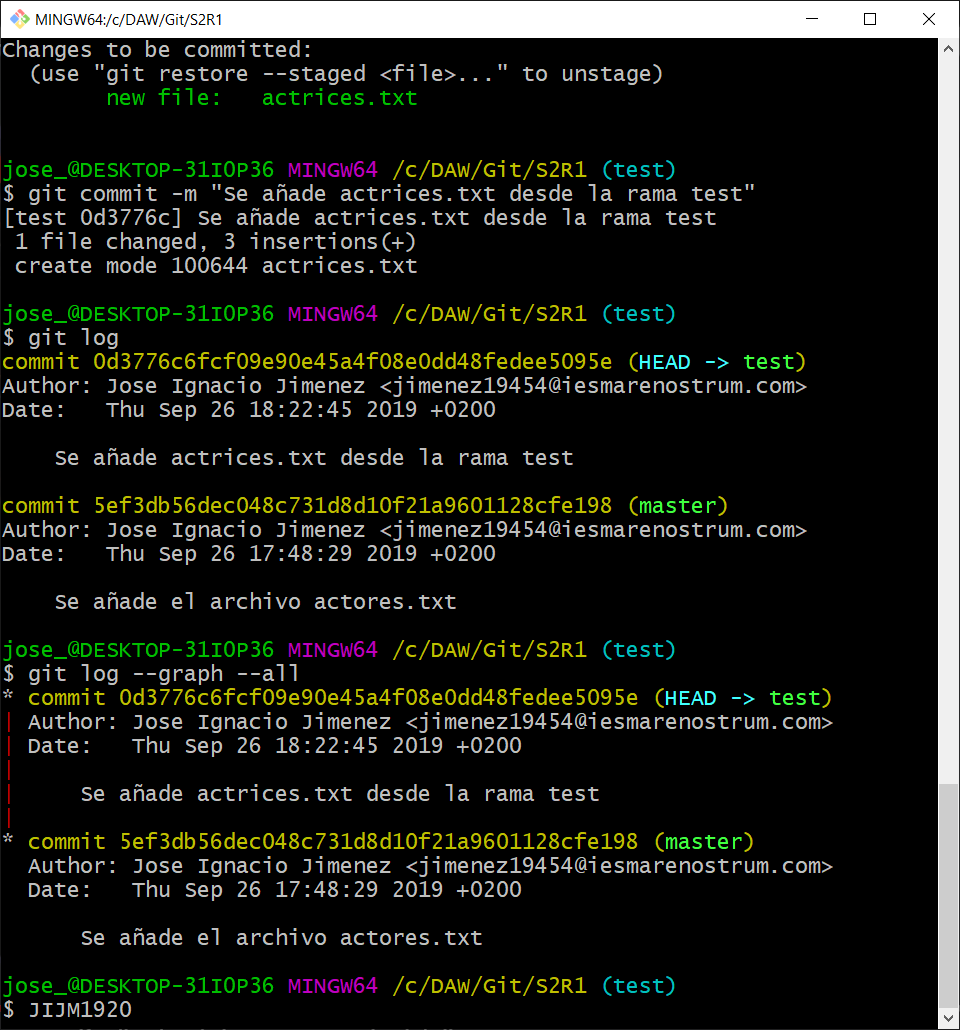 MINGW64:/c/DAW/Git/S2R1
Changes to be committed:
  (use "git restore --staged <file>..." to unstage)
        new file:   actrices.txt
jose_@DESKTOP-31IOP36 MINGW64 /c/DAW/Git/S2R1 (test)
$ git commit -m "Se añade actrices.txt desde la rama test"
[test 0d3776c] Se añade actrices.txt desde la rama test
 1 file changed, 3 insertions(+)
 create mode 100644 actrices.txt
jose_@DESKTOP-31IOP36 MINGW64 /c/DAW/Git/S2R1 (test)
$ git log
commit 0d3776c6fcf09e90e45a4f08e0dd48fedee5095e (HEAD -> test)
Author: Jose Ignacio Jimenez <jimenez19454@iesmarenostrum.com>
Date:   Thu Sep 26 18:22:45 2019 +0200
    Se añade actrices.txt desde la rama test
commit 5ef3db56dec048c731d8d10f21a9601128cfe198 (master)
Author: Jose Ignacio Jimenez <jimenez19454@iesmarenostrum.com>
Date:   Thu Sep 26 17:48:29 2019 +0200
    Se añade el archivo actores.txt
jose_@DESKTOP-31IOP36 MINGW64 /c/DAW/Git/S2R1 (test)
$ git log --graph --all
* commit 0d3776c6fcf09e90e45a4f08e0dd48fedee5095e (HEAD -> test)
| Author: Jose Ignacio Jimenez <jimenez19454@iesmarenostrum.com>
| Date:   Thu Sep 26 18:22:45 2019 +0200
|
|     Se añade actrices.txt desde la rama test
|
* commit 5ef3db56dec048c731d8d10f21a9601128cfe198 (master)
  Author: Jose Ignacio Jimenez <jimenez19454@iesmarenostrum.com>
  Date:   Thu Sep 26 17:48:29 2019 +0200
      Se añade el archivo actores.txt
jose_@DESKTOP-31IOP36 MINGW64 /c/DAW/Git/S2R1 (test)
$ JIJM1920